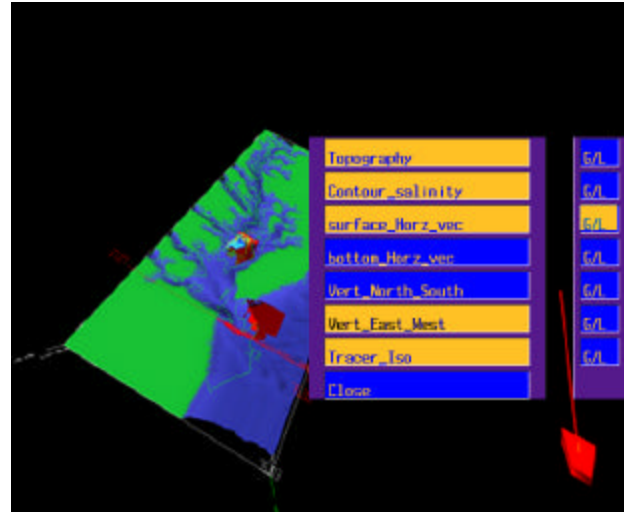 Topography
G/L
Contour_salinity
G/L
surface_Horz_vec
G/L
bottom_Horz_vec
G/L
Vert_North_South
G/L
Vert_East_West
G/L
Tracer_Iso
G/L
Close